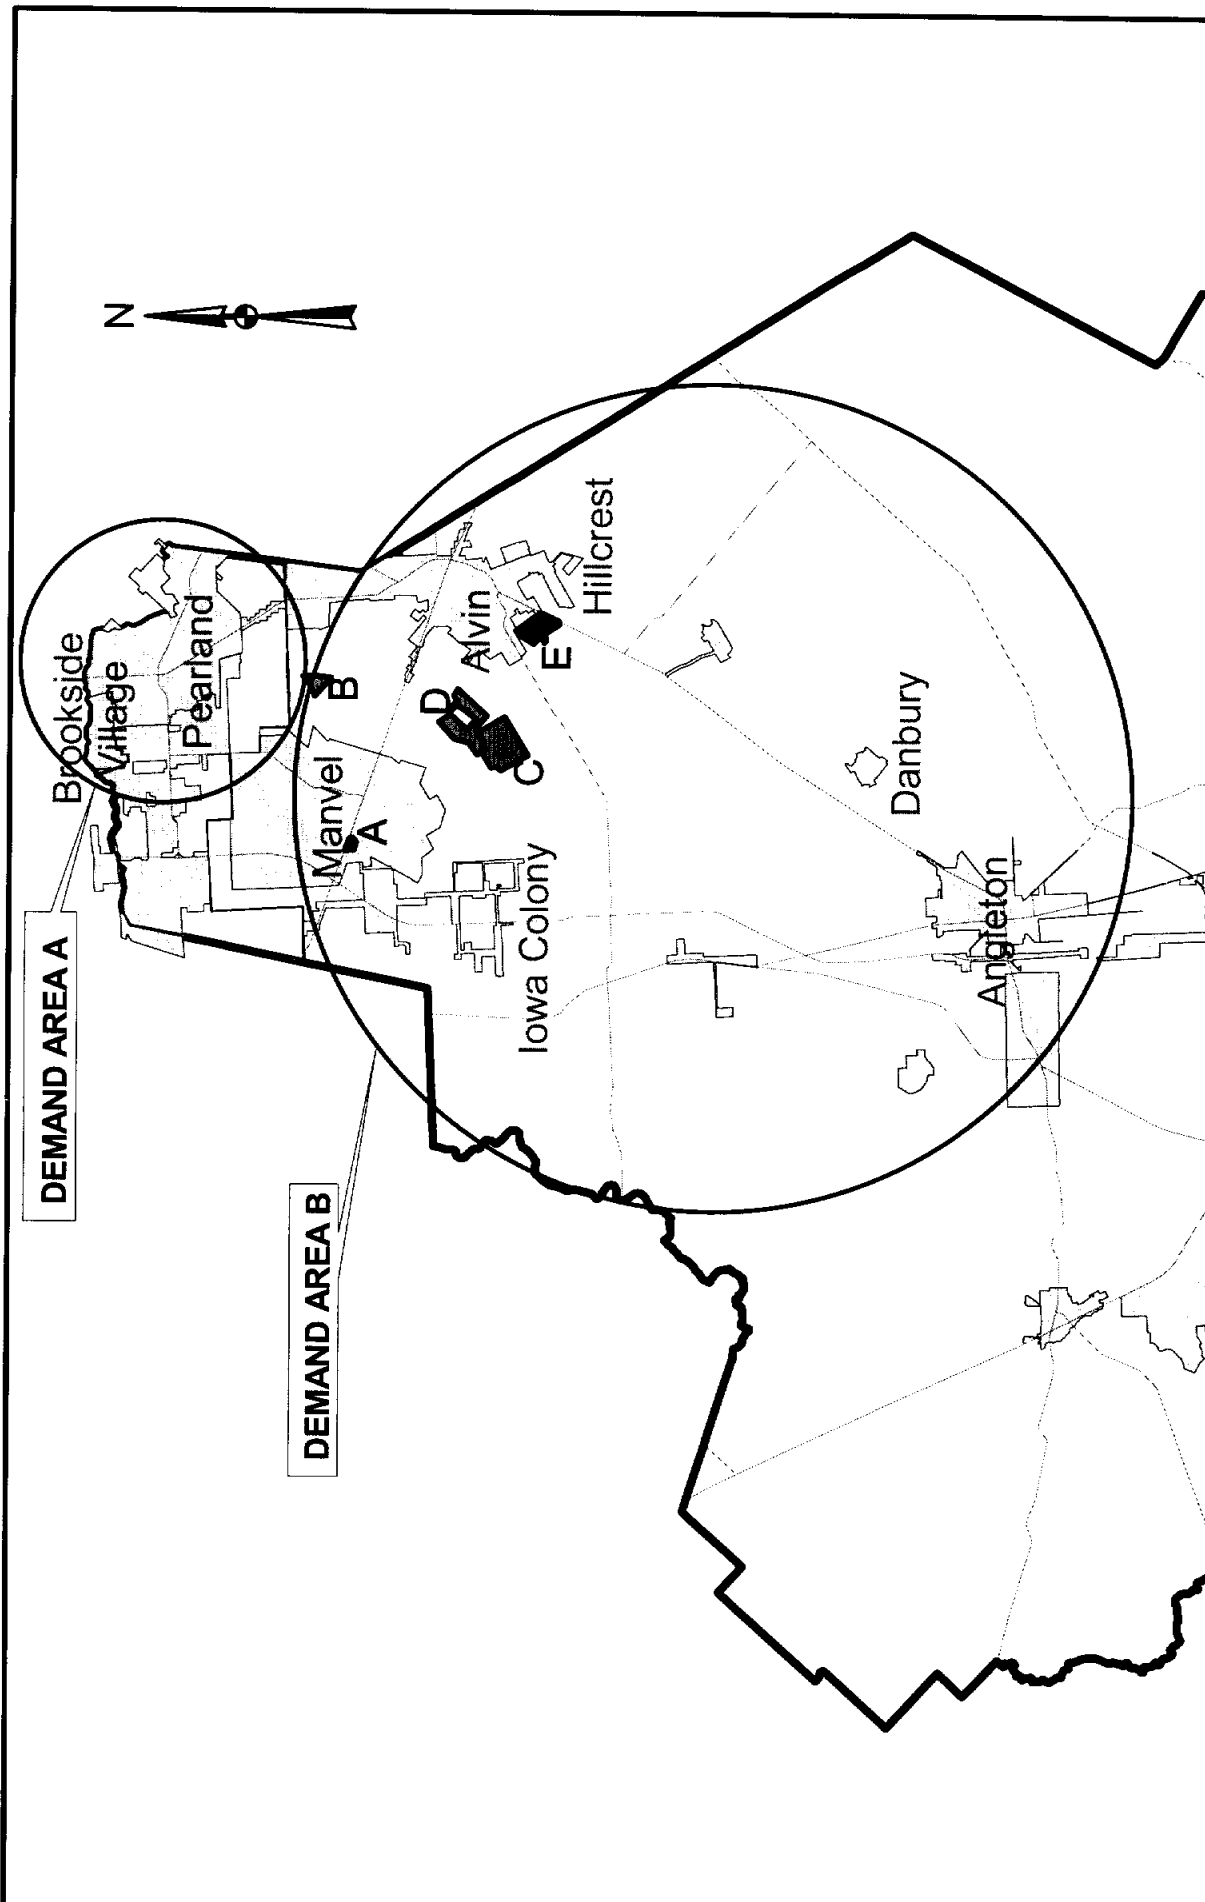 DEMAND AREA A
DEMAND AREA B
N
Brookside
Village
Pearland
B
Manvel
A
D
C
Alvin
E
Hillcrest
Iowa Colony
Danbury
Angleton